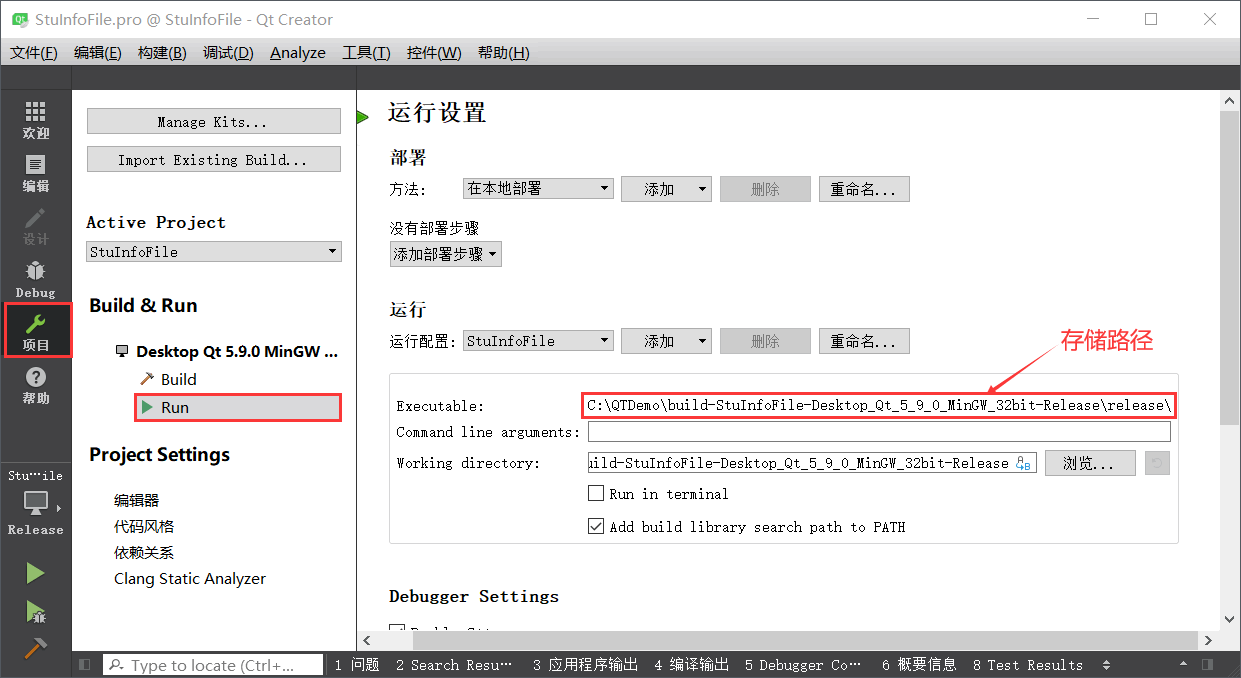 StuInfoFile.pro @ StuInfoFile - Qt Creator
文件(F) 编辑(E) 构建(B) 调试(D) Analyze 工具(T) 控件(W) 帮助(H)
欢迎
编辑
设计
Debug
项目
帮助
Stu···ile
Release
Manage Kits...
Import Existing Build...
Active Project
StuInfoFile
Build & Run
Desktop Qt 5.9.0 MinGW ...
Build
Run
Project Settings
编辑器
代码风格
依赖关系
Clang Static Analyzer
运行设置
部署
方法: 在本地部署 添加 删除 重命名...
没有部署步骤
添加部署步骤
运行
运行配置: StuInfoFile 添加 删除 重命名...
存储路径
Executable: C:\QTDemo\build-StuInfoFile-Desktop_Qt_5_9_0_MinGW_32bit-Release\release\
Command line arguments:
Working directory: uild-StuInfoFile-Desktop_Qt_5_9_0_MinGW_32bit-Release 浏览...
Run in terminal
Add build library search path to PATH
Debugger Settings
Type to locate (Ctrl+... 1 问题 2 Search Resu··· 3 应用程序输出 4 编译输出 5 Debugger Co··· 6 概要信息 8 Test Results